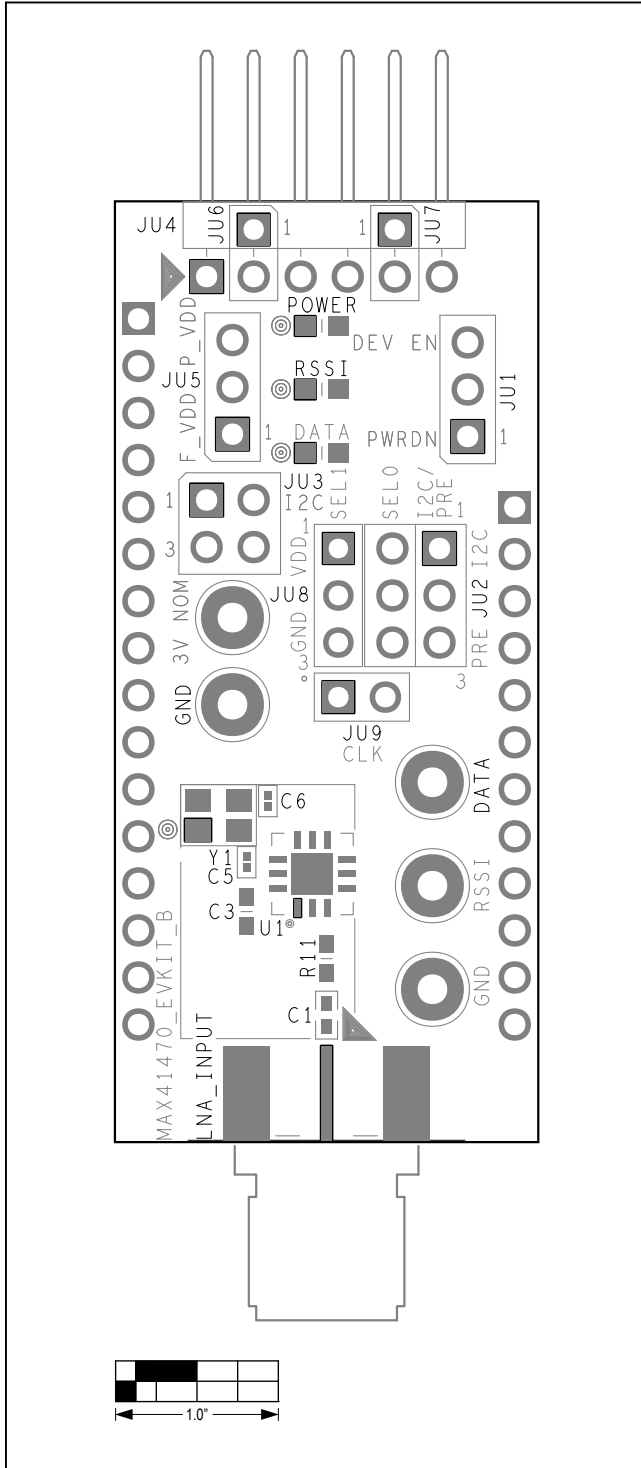 JU4
JU6
1
1
JU7
POWER
P_VDD
JU5
F_VDD
1
RSSI
DATA
DEV EN
JU1
PWRDN
1
JU3
I2C
1
3
SEL1
SEL0
I2C/
PRE
1
1
VDD
I2C
JU8
JU2
GND
PRE
3
3
3V NOM
GND
JU9
CLK
DATA
C6
Y1
C5
C3
U1
RSSI
R11
GND
C1
MAX41470_EVKIT_B
LNA_INPUT
1.0"